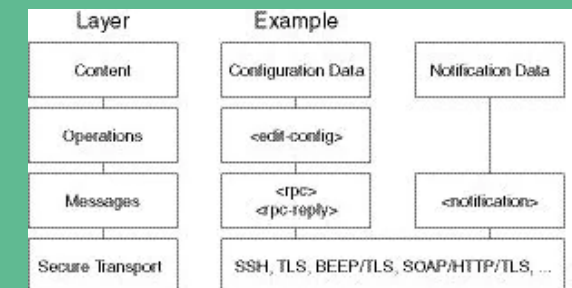 Layer Example
Content Configuration Data Notification Data
Operations <edit-config>
Messages <rpc> <notification>
<rpc-reply>
Secure Transport SSH, TLS, BEEP/TLS, SOAP/HTTP/TLS, ...